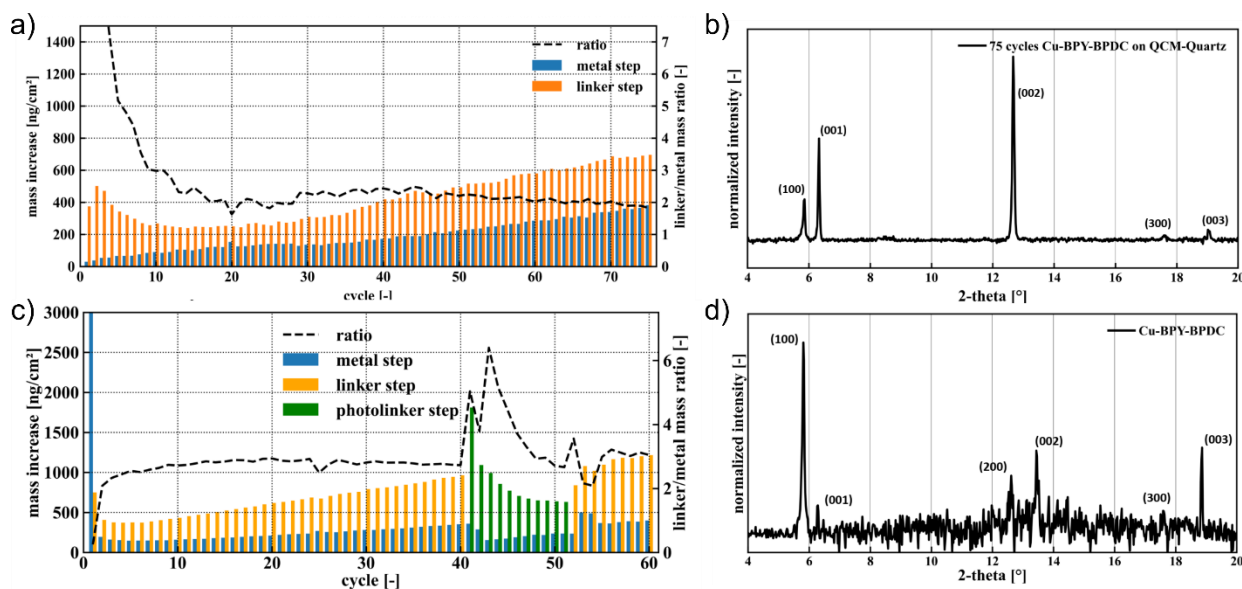 a)
1400
1200
1000
800
600
400
200
0
mass increase [ng/cm²]
0 10 20 30 40 50 60 70
cycle [-]
7
6
5
4
3
2
1
0
linker/metal mass ratio [-]
ratio
metal step
linker step
b)
normalized intensity [-]
75 cycles Cu-BPY-BPDC on QCM-Quartz
(100)
(001)
(002)
(300)
(003)
4 6 8 10 12 14 16 18 20
2-theta [°]
c)
3000
2500
2000
1500
1000
500
0
mass increase [ng/cm²]
0 10 20 30 40 50 60
cycle [-]
6
4
2
0
linker/metal mass ratio [-]
ratio
metal step
linker step
photolinker step
d)
normalized intensity [-]
Cu-BPY-BPDC
(100)
(001)
(200)
(002)
(300)
(003)
4 6 8 10 12 14 16 18 20
2-theta [°]